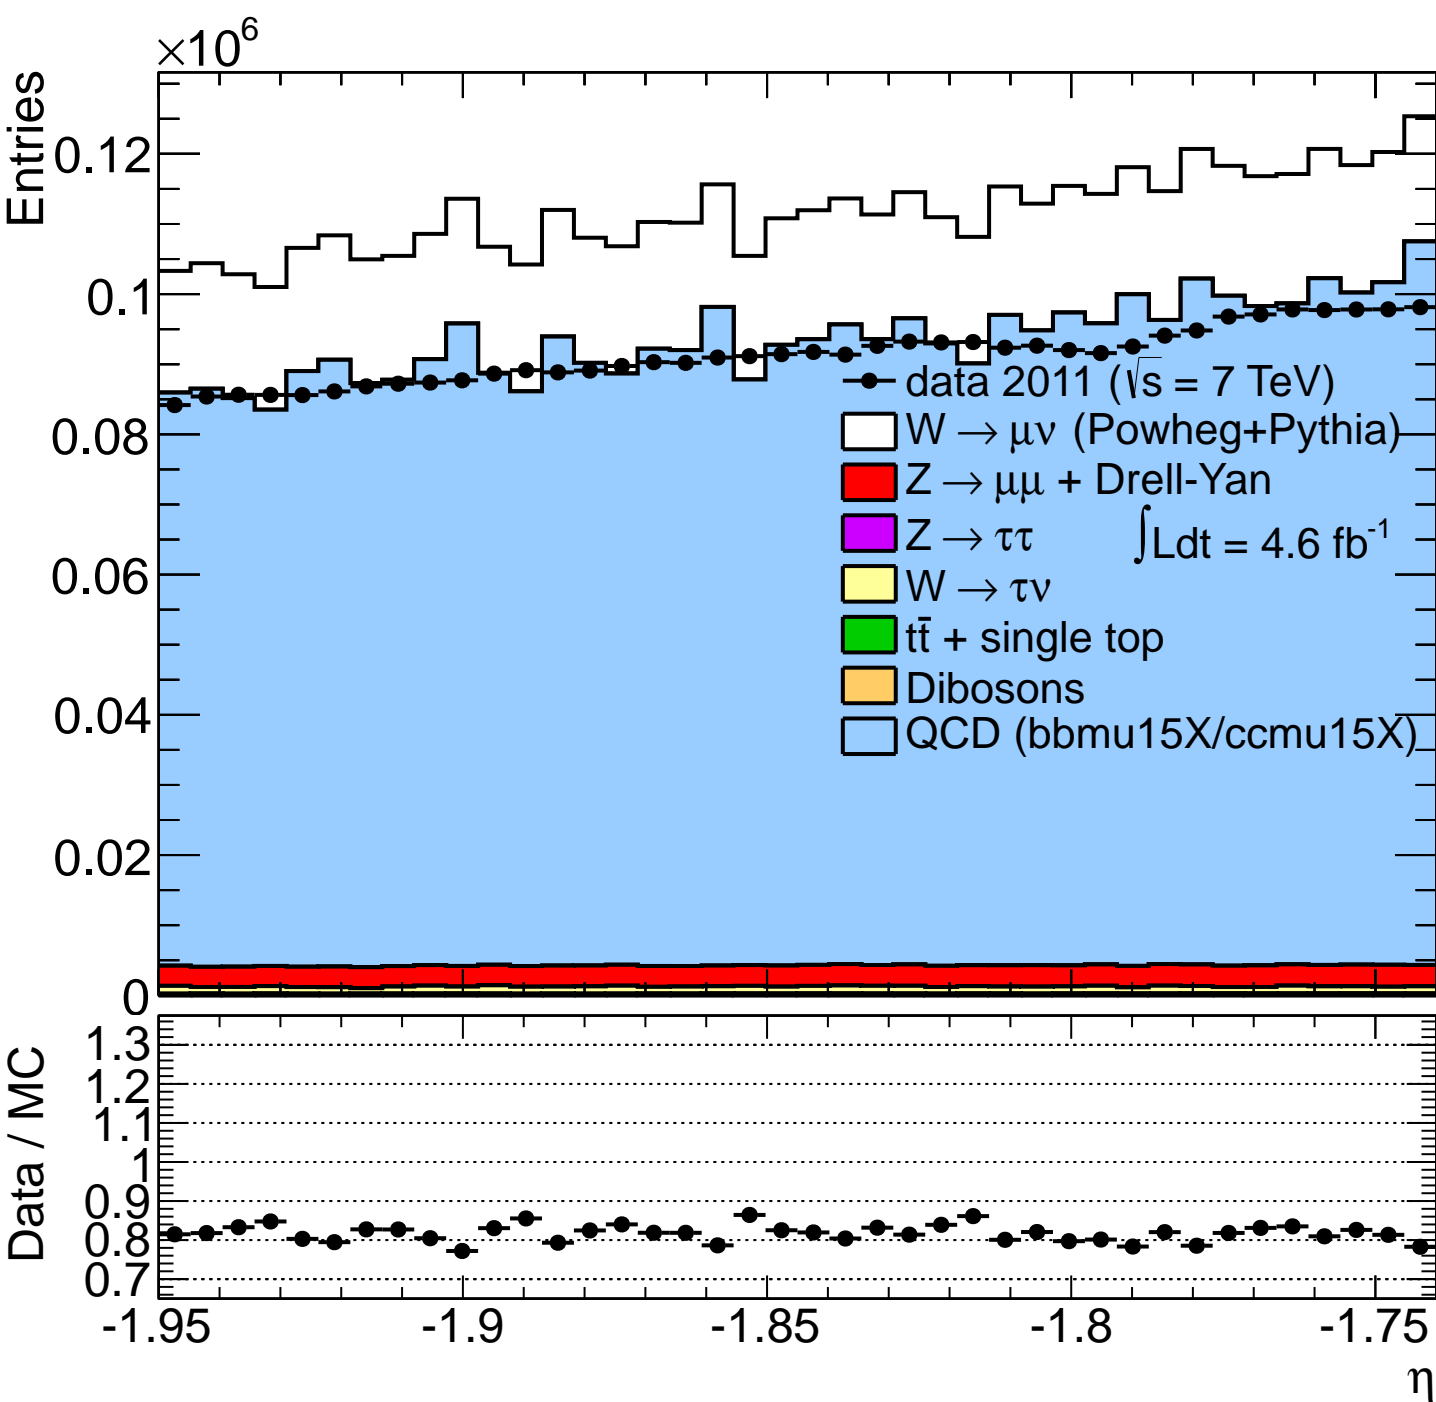 ×10⁶
Entries
0.12
0.1
0.08
0.06
0.04
0.02
0
data 2011 (√s = 7 TeV)
W → μν (Powheg+Pythia)
Z → μμ + Drell-Yan
Z → ττ
∫Ldt = 4.6 fb⁻¹
W → τν
tt̄ + single top
Dibosons
QCD (bbmu15X/ccmu15X)
Data / MC
1.3
1.2
1.1
1
0.9
0.8
0.7
-1.95 -1.9 -1.85 -1.8 -1.75
η